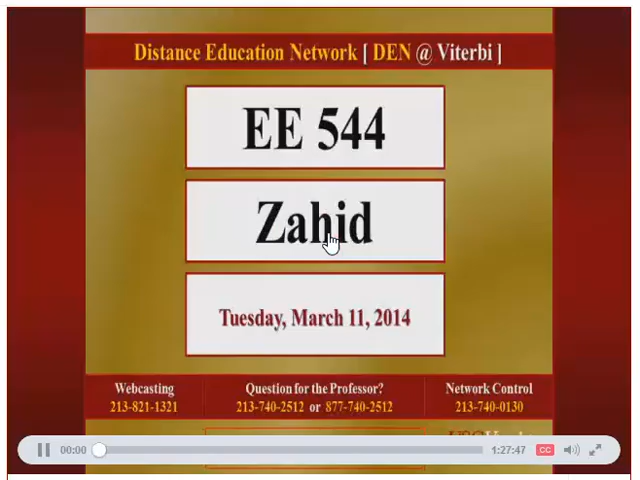 Distance Education Network [ DEN @ Viterbi ]
EE 544
Zahid
Tuesday, March 11, 2014
Webcasting Question for the Professor? Network Control
213-821-1321 213-740-2512 or 877-740-2512 213-740-0130
00:00 1:27:47 CC